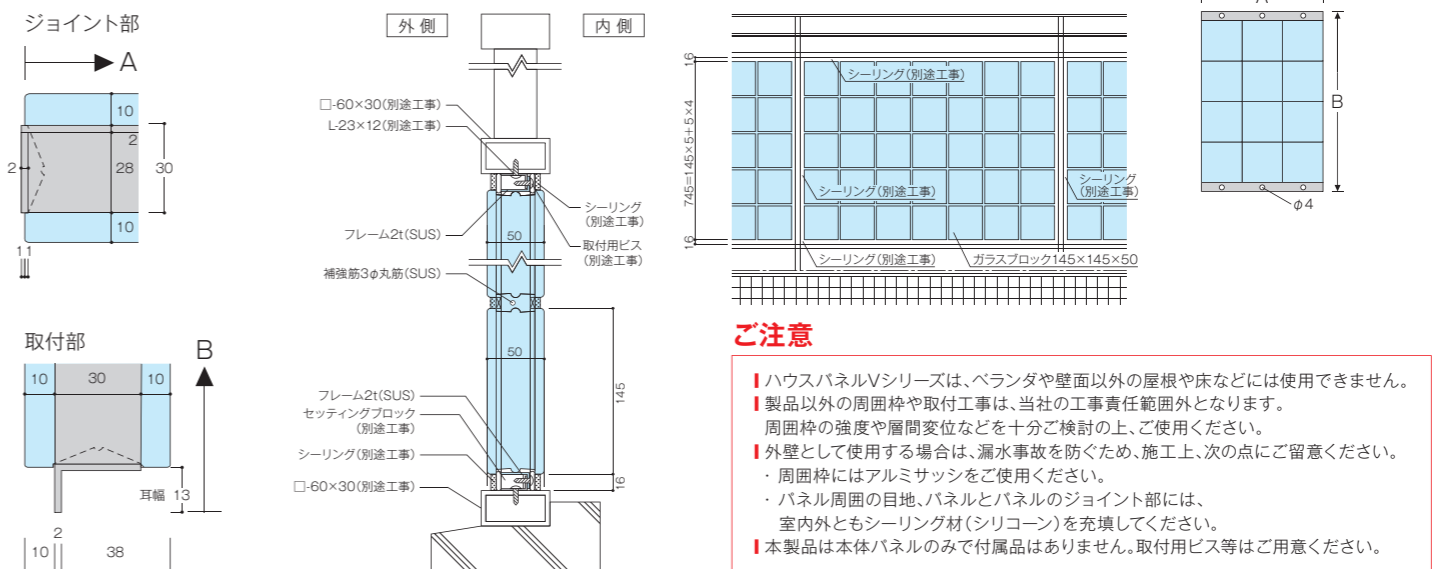 ジョイント部
A
10
2
2
28
30
10
11
取付部
B
10
30
10
耳幅
13
2
10
38
外側
内側
□-60×30(別途工事)
L-23×12(別途工事)
シーリング
(別途工事)
フレーム2t(SUS)
50
取付用ビス
(別途工事)
補強筋3φ丸筋(SUS)
50
145
フレーム2t(SUS)
セッティングブロック
(別途工事)
シーリング(別途工事)
16
□-60×30(別途工事)
16
745=145×5+5×4
16
シーリング(別途工事)
シーリング(別途工事)
シーリング
(別途工事)
シーリング(別途工事)
ガラスブロック145×145×50
B
φ4
ご注意
ハウスパネルVシリーズは、ベランダや壁面以外の屋根や床などには使用できません。
製品以外の周囲枠や取付工事は、当社の工事責任範囲外となります。
周囲枠の強度や層間変位などを十分ご検討の上、ご使用ください。
外壁として使用する場合は、漏水事故を防ぐため、施工上、次の点にご留意ください。
・周囲枠にはアルミサッシをご使用ください。
・パネル周囲の目地、パネルとパネルのジョイント部には、
室内外ともシーリング材(シリコーン)を充填してください。
本製品は本体パネルのみで付属品はありません。取付用ビス等はご用意ください。